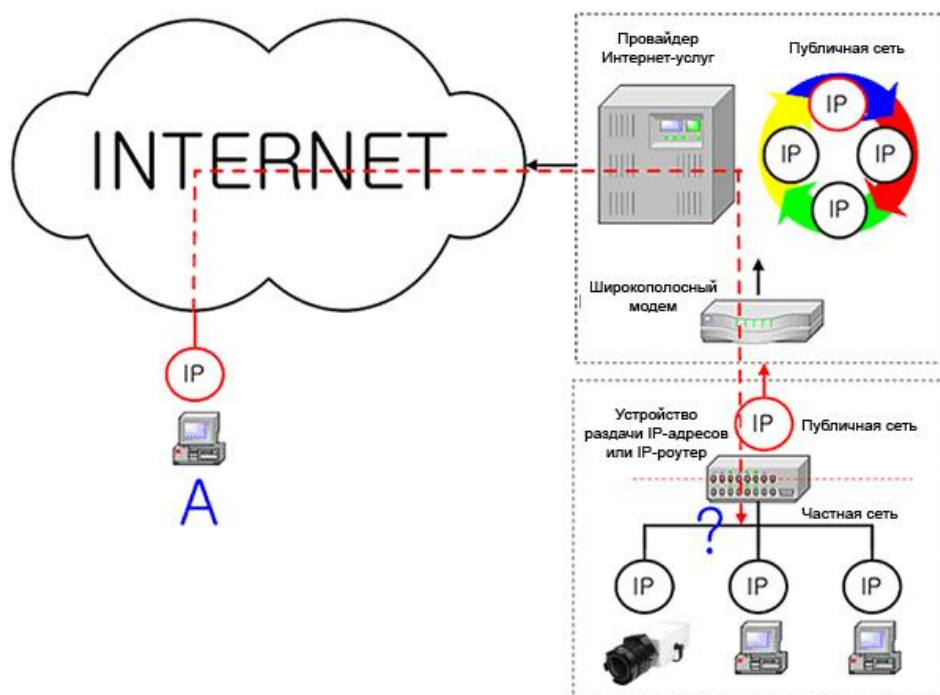 Провайдер
Интернет-услуг
Публичная сеть
IP
IP
IP
IP
INTERNET
Широкополосный
модем
IP
A
Устройство
раздачи IP-адресов
или IP-роутер
IP
Публичная сеть
Частная сеть
?
IP
IP
IP